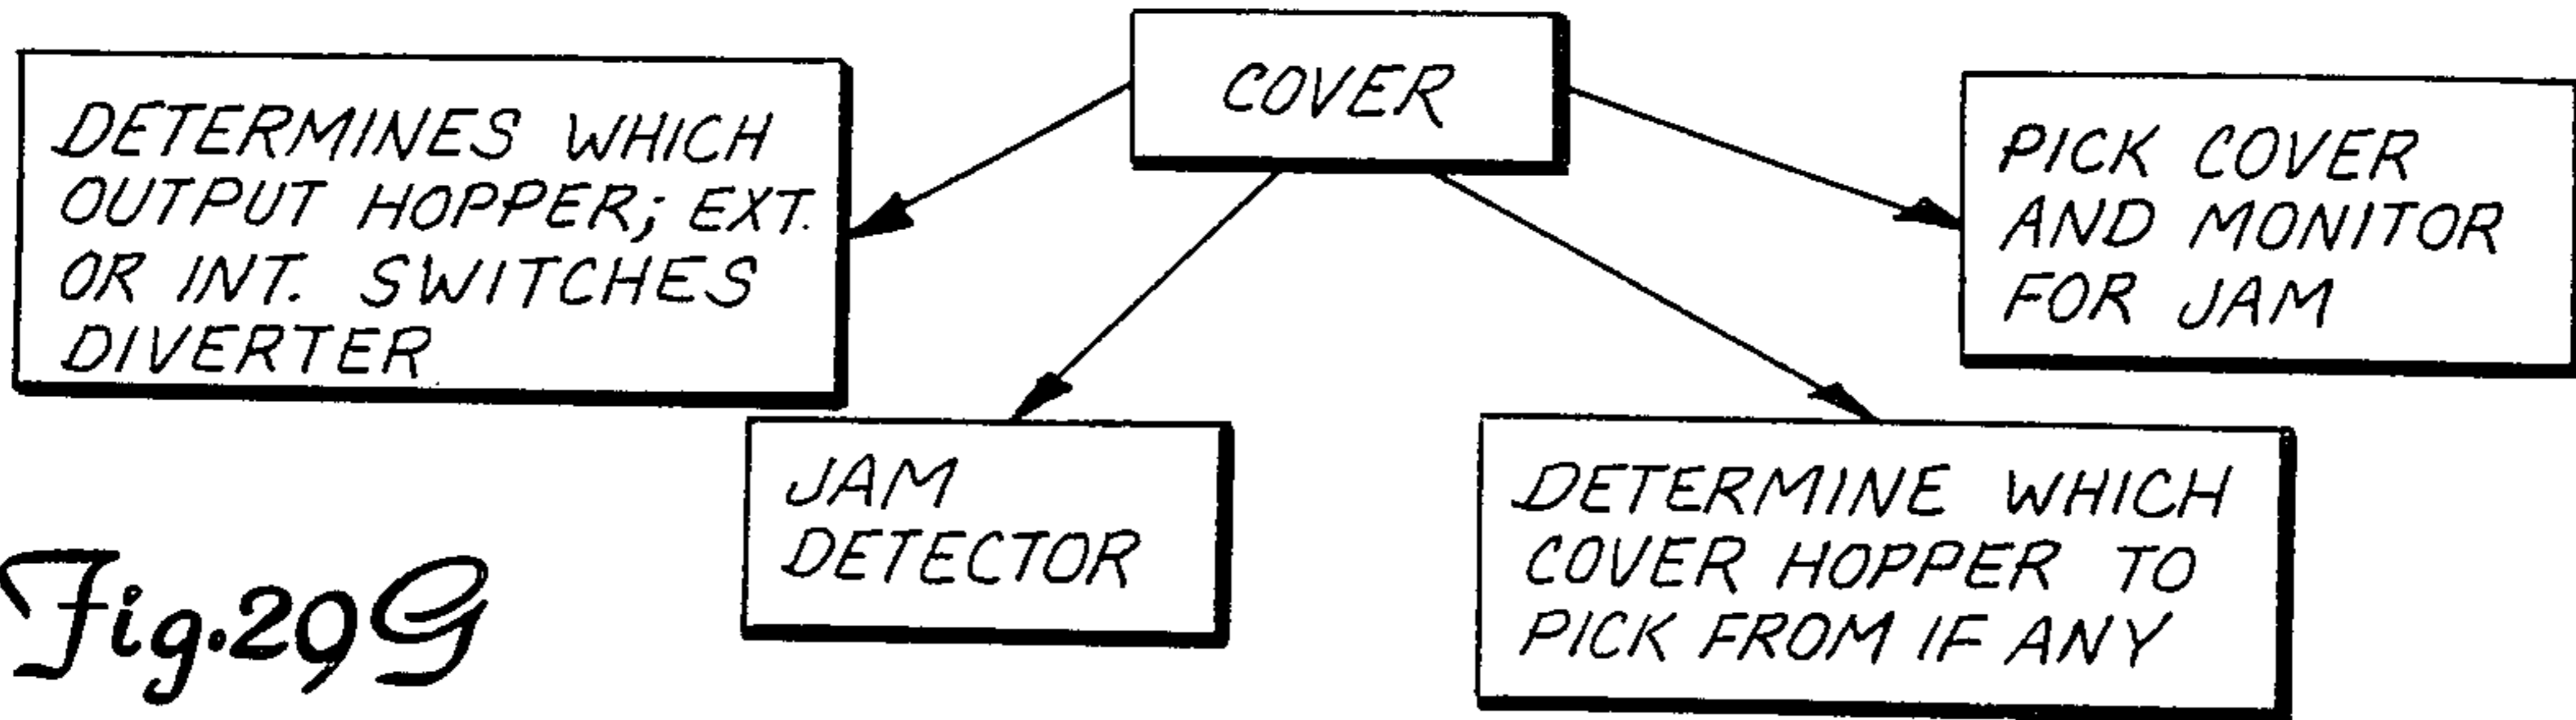 COVER
DETERMINES WHICH
OUTPUT HOPPER; EXT.
OR INT. SWITCHES
DIVERTER
JAM
DETECTOR
DETERMINE WHICH
COVER HOPPER TO
PICK FROM IF ANY
PICK COVER
AND MONITOR
FOR JAM
Fig.29G